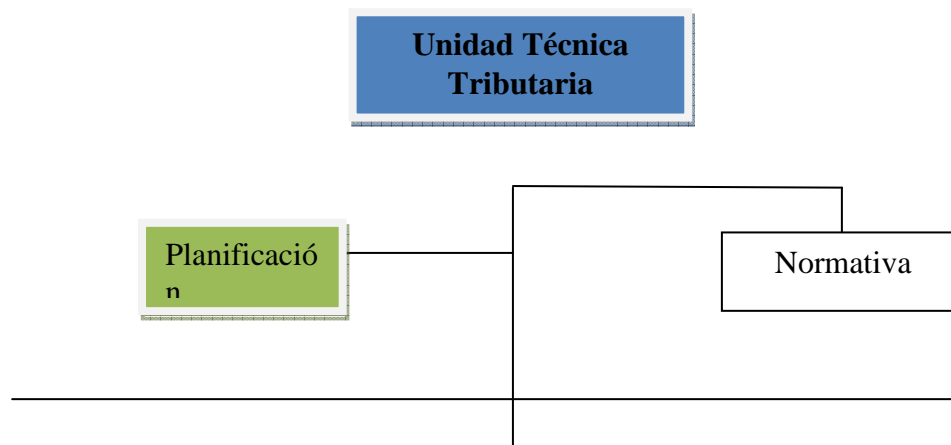 Unidad Técnica
Tributaria
Planificació
n
Normativa